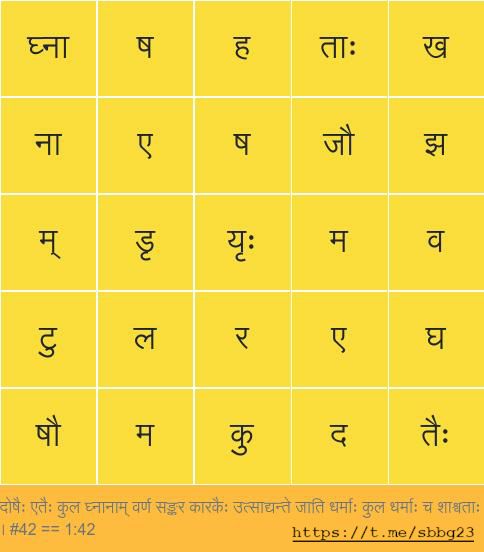 घ्ना ष ह ताः ख
ना ए ष जौ झ
म् डृ यृः म व
टु ल र ए घ
षौ म कु द तैः
दोषैः एतैः कुल घ्नानाम् वर्ण सङ्कर कारकैः उत्साद्यन्ते जाति धर्माः कुल धर्माः च शाश्वताः
। #42 == 1:42
https://t.me/sbbg23